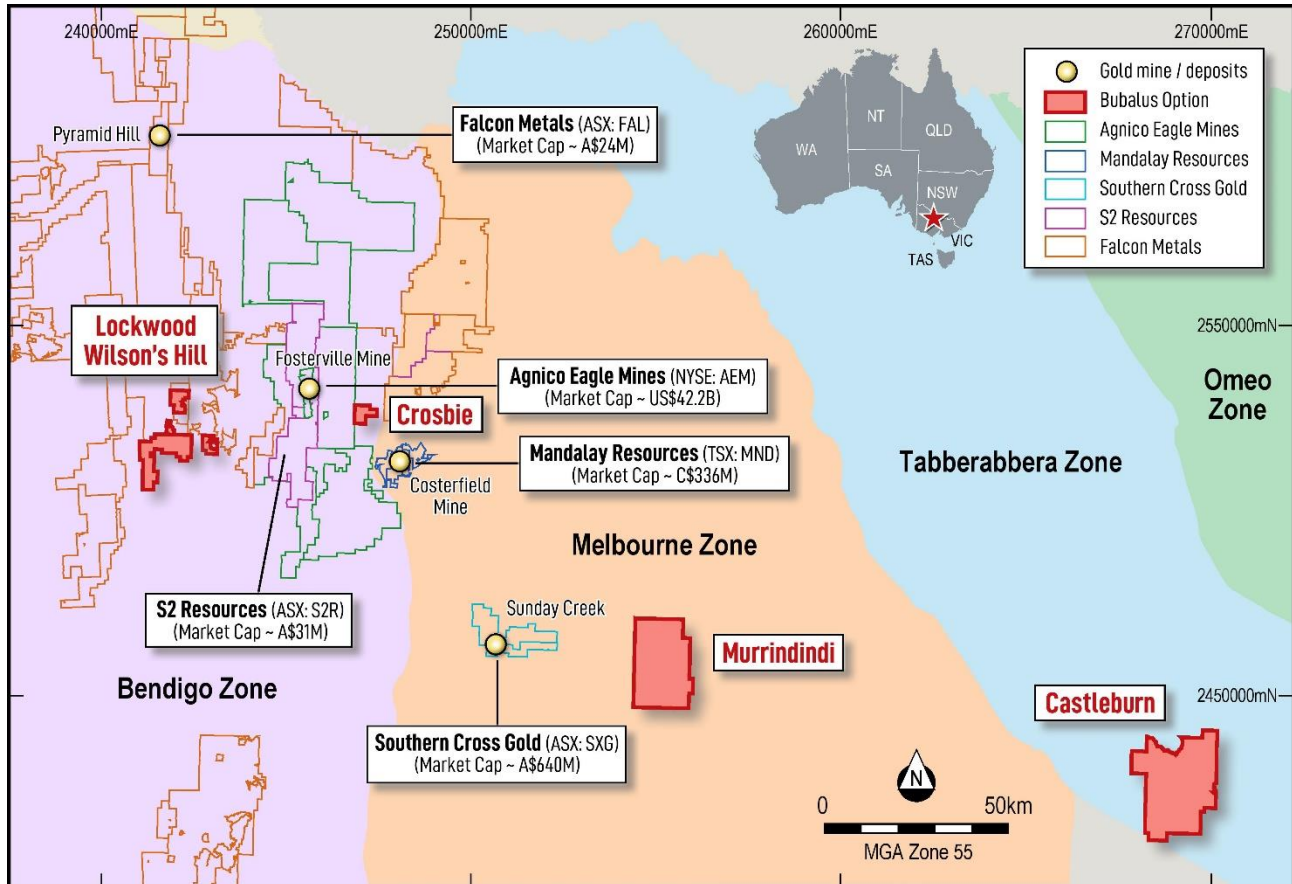 240000mE
250000mE
260000mE
270000mE
Gold mine / deposits
Bubalus Option
Agnico Eagle Mines
Mandalay Resources
Southern Cross Gold
S2 Resources
Falcon Metals
NT
QLD
WA
SA
NSW
VIC
TAS
Pyramid Hill
Falcon Metals (ASX: FAL)
(Market Cap ~ A$24M)
Lockwood
Wilson's Hill
Fosterville Mine
2550000mN
Agnico Eagle Mines (NYSE: AEM)
(Market Cap ~ US$42.2B)
Omeo
Zone
Crosbie
Mandalay Resources (TSX: MND)
(Market Cap ~ C$336M)
Tabberabbera Zone
Costerfield
Mine
Melbourne Zone
S2 Resources (ASX: S2R)
(Market Cap ~ A$31M)
Sunday Creek
Murrindindi
Bendigo Zone
2450000mN
Castleburn
Southern Cross Gold (ASX: SXG)
(Market Cap ~ A$640M)
N
0
50km
MGA Zone 55